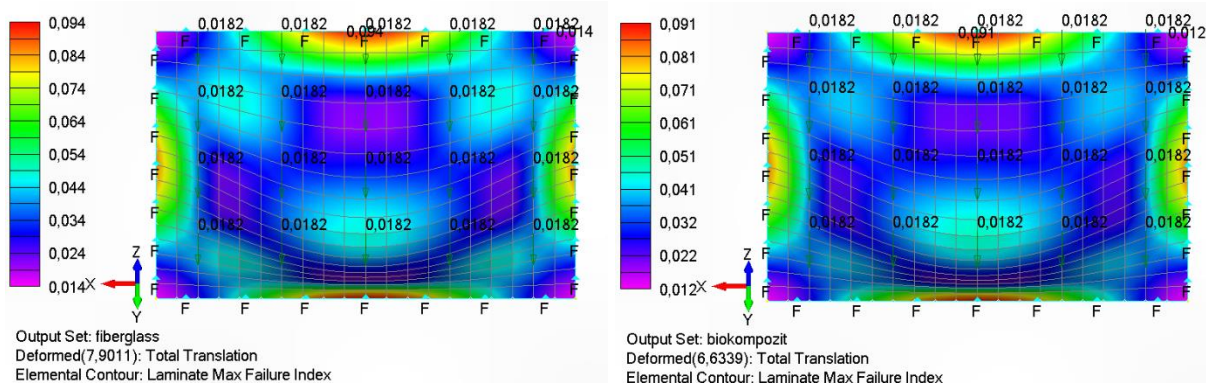 0,094
0,084
0,074
0,064
0,054
0,044
0,034
0,024
0,014
0,0182 0,0182 0,0182 0,0182 0,0182
F F F F F F F
0,094
0,014
0,0182 0,0182 0,0182 0,0182 0,0182
0,0182 0,0182 0,0182 0,0182 0,0182
0,0182 0,0182 0,0182 0,0182 0,0182
F F F F
F F F F
F F F F F F F
X Z Y
Output Set: fiberglass
Deformed(7,9011): Total Translation
Elemental Contour: Laminate Max Failure Index
0,091
0,081
0,071
0,061
0,051
0,041
0,032
0,022
0,012
0,0182 0,0182 0,0182 0,0182 0,0182
F F F F F F F
0,091
0,012
0,0182 0,0182 0,0182 0,0182 0,0182
0,0182 0,0182 0,0182 0,0182 0,0182
0,0182 0,0182 0,0182 0,0182 0,0182
F F F F
F F F F
F F F F F F F
X Z Y
Output Set: biokompozit
Deformed(6,6339): Total Translation
Elemental Contour: Laminate Max Failure Index